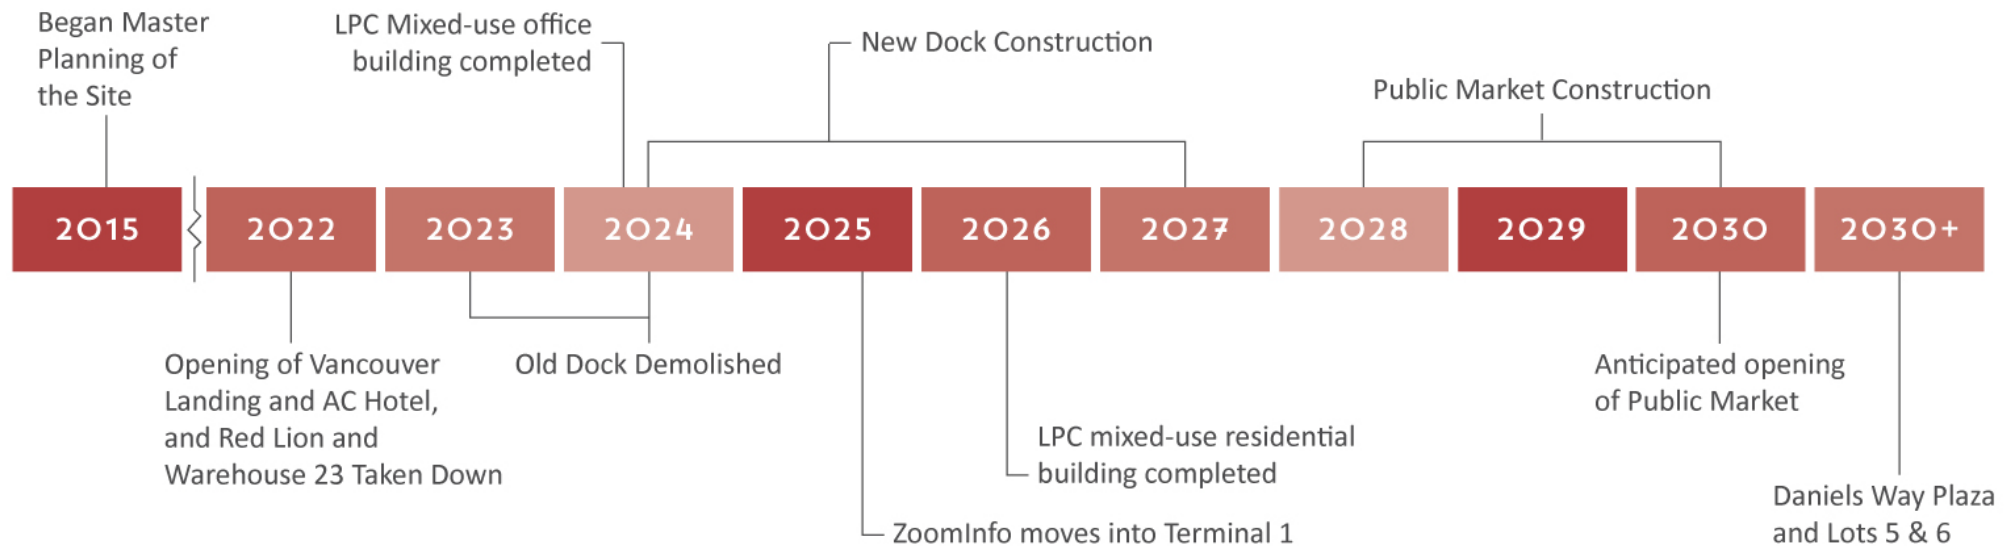 Began Master
Planning of
the Site
LPC Mixed-use office
building completed
New Dock Construction
Public Market Construction
2015
2022
2023
2024
2025
2026
2027
2028
2029
2030
2030+
Opening of Vancouver
Landing and AC Hotel,
and Red Lion and
Warehouse 23 Taken Down
Old Dock Demolished
ZoomInfo moves into Terminal 1
LPC mixed-use residential
building completed
Anticipated opening
of Public Market
Daniels Way Plaza
and Lots 5 & 6